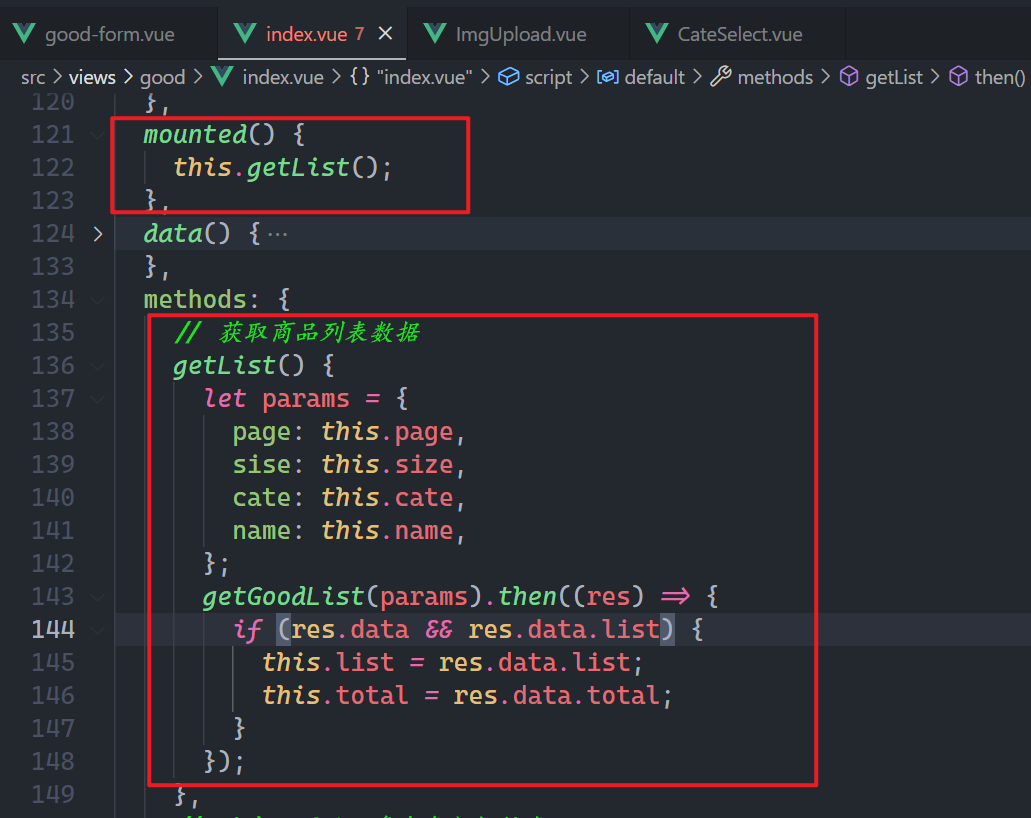 good-form.vue index.vue 7 × ImgUpload.vue CateSelect.vue
src > views > good > index.vue > {} "index.vue" > script > default > methods > getList > then()
120 },
121 mounted() {
122 this.getList();
123 },
124 > data() { ···
133 },
134 methods: {
135 // 获取商品列表数据
136 getList() {
137 let params = {
138 page: this.page,
139 sise: this.size,
140 cate: this.cate,
141 name: this.name,
142 };
143 getGoodList(params).then((res) => {
144 if (res.data && res.data.list) {
145 this.list = res.data.list;
146 this.total = res.data.total;
147 }
148 });
149 },